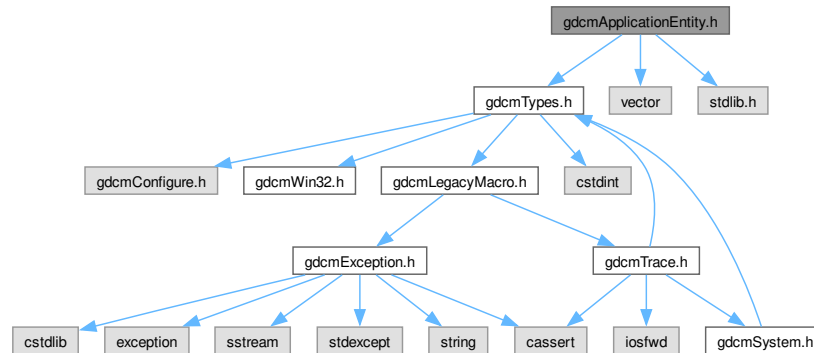 gdcmApplicationEntity.h
gdcmTypes.h
vector
stdlib.h
gdcmConfigure.h
gdcmWin32.h
gdcmLegacyMacro.h
cstdint
gdcmException.h
gdcmTrace.h
cstdlib
exception
sstream
stdexcept
string
cassert
iosfwd
gdcmSystem.h